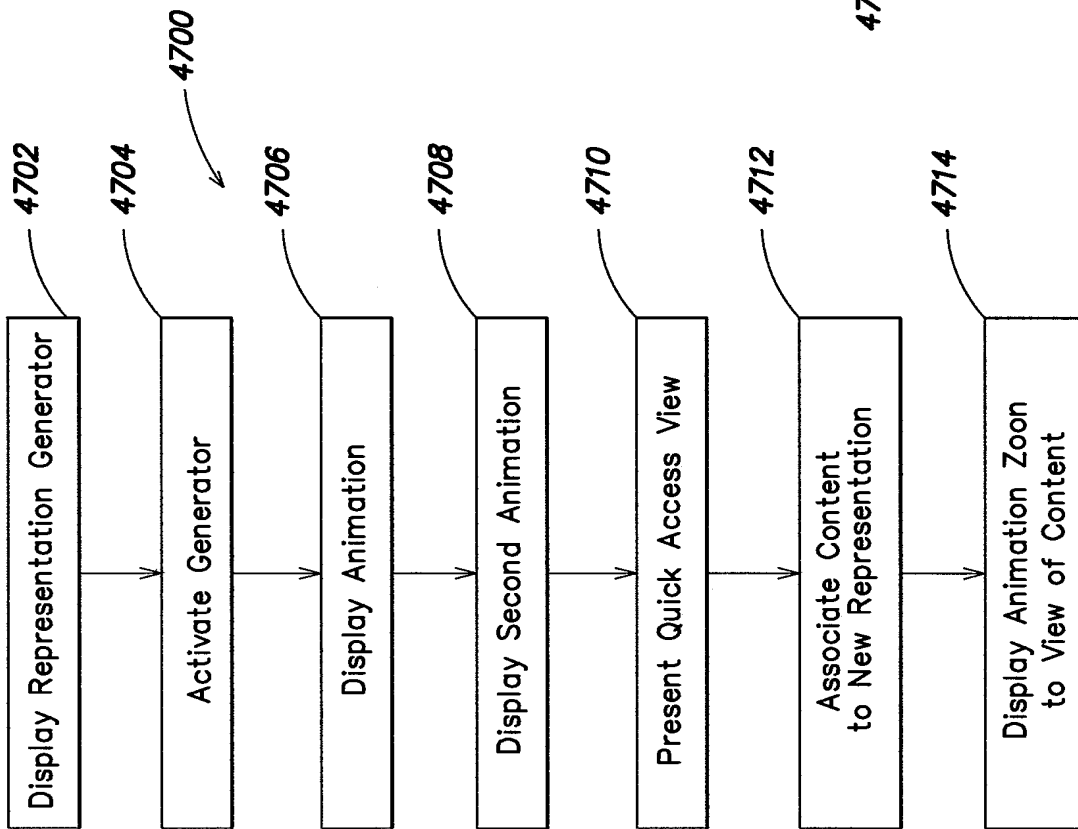 4700
4702
Display Representation Generator
4704
Activate Generator
4706
Display Animation
4708
Display Second Animation
4710
Present Quick Access View
4712
Associate Content
to New Representation
4714
Display Animation Zoon
to View of Content
47